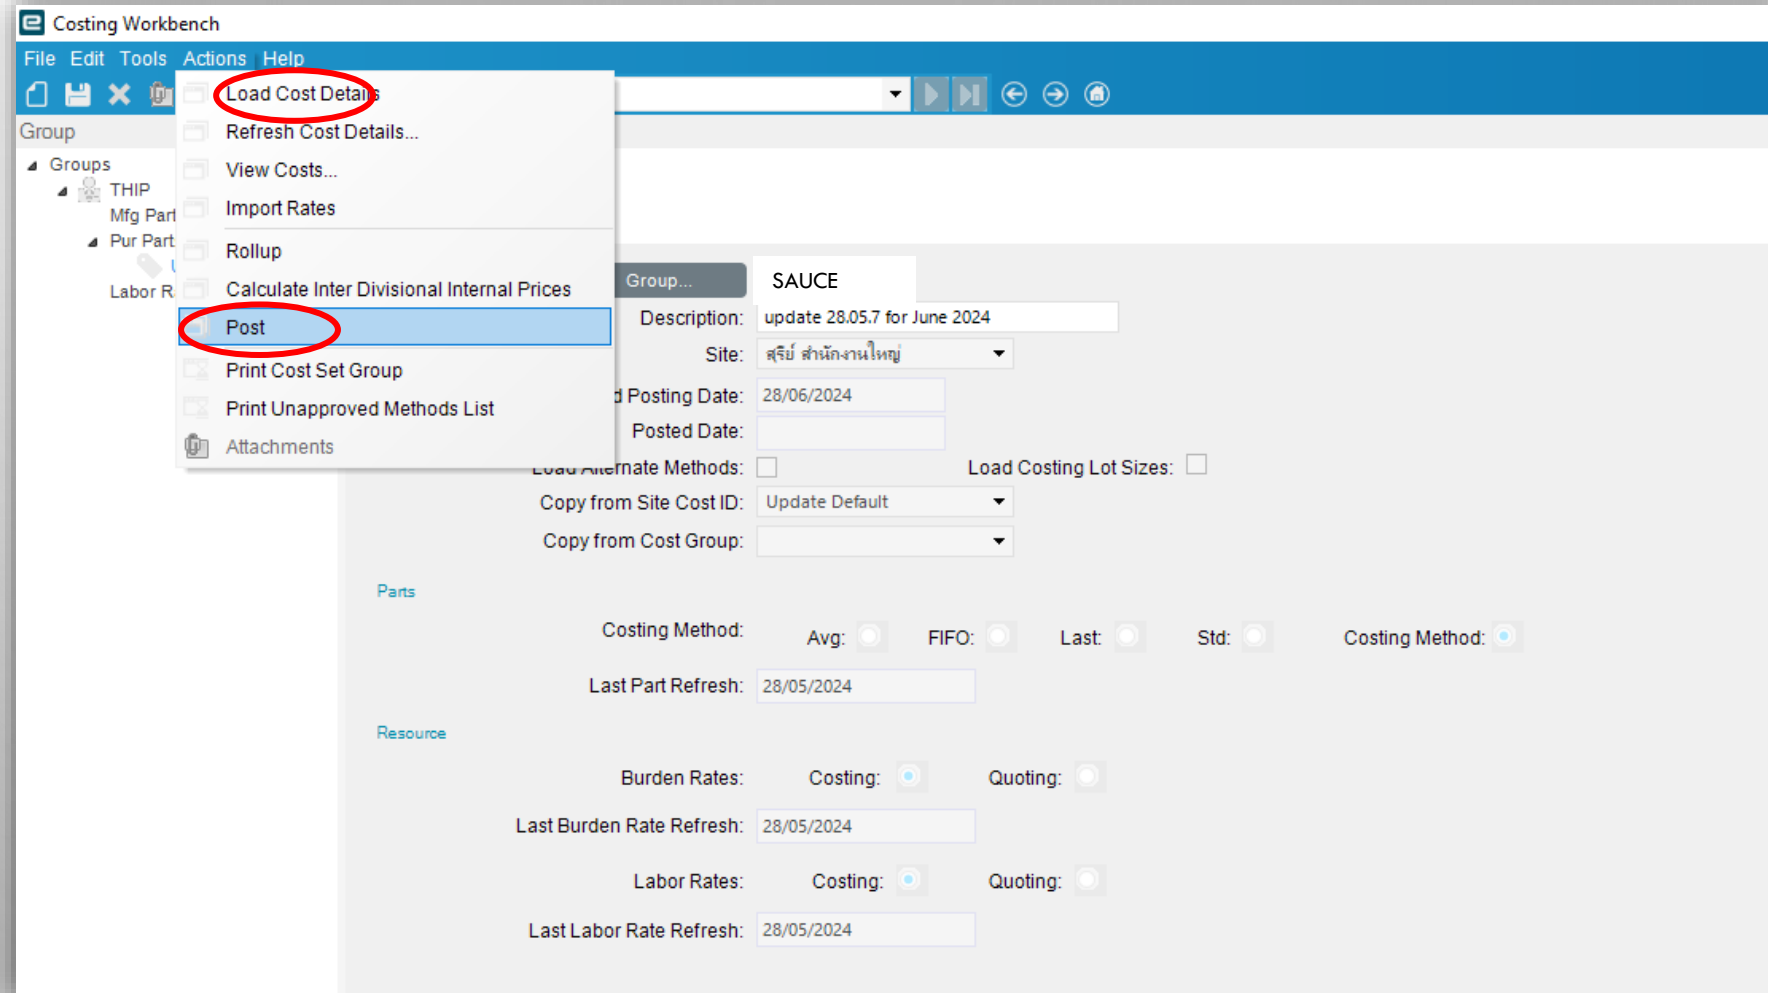 Costing Workbench
File Edit Tools Actions Help
Load Cost Details
Refresh Cost Details...
View Costs...
Import Rates
Rollup
Calculate Inter Divisional Internal Prices
Post
Print Cost Set Group
Print Unapproved Methods List
Attachments
Group
Groups
THIP
Mfg Part
Pur Part
Labor R
Group... SAUCE
Description: update 28.05.7 for June 2024
Site: สุรีย์ สำนักงานใหญ่
d Posting Date: 28/06/2024
Posted Date:
Load Alternate Methods: Load Costing Lot Sizes:
Copy from Site Cost ID: Update Default
Copy from Cost Group:
Parts
Costing Method: Avg: FIFO: Last: Std: Costing Method:
Last Part Refresh: 28/05/2024
Resource
Burden Rates: Costing: Quoting:
Last Burden Rate Refresh: 28/05/2024
Labor Rates: Costing: Quoting:
Last Labor Rate Refresh: 28/05/2024